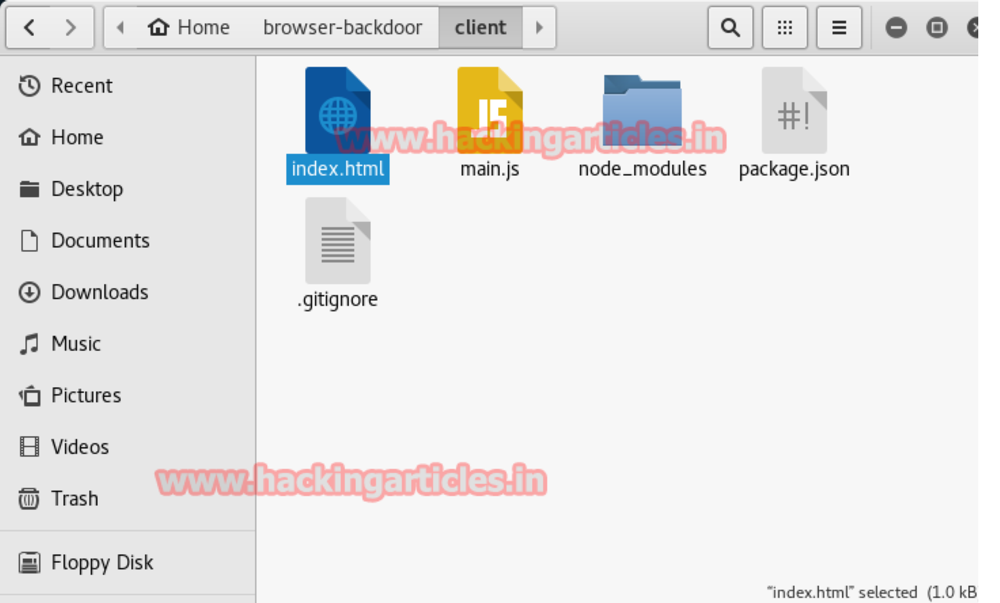 Home browser-backdoor client
Recent
Home
Desktop
Documents
Downloads
Music
Pictures
Videos
Trash
Floppy Disk
JS
#!
www.hackingarticles.in
index.html main.js node_modules package.json
.gitignore
www.hackingarticles.in
“index.html” selected (1.0 kB